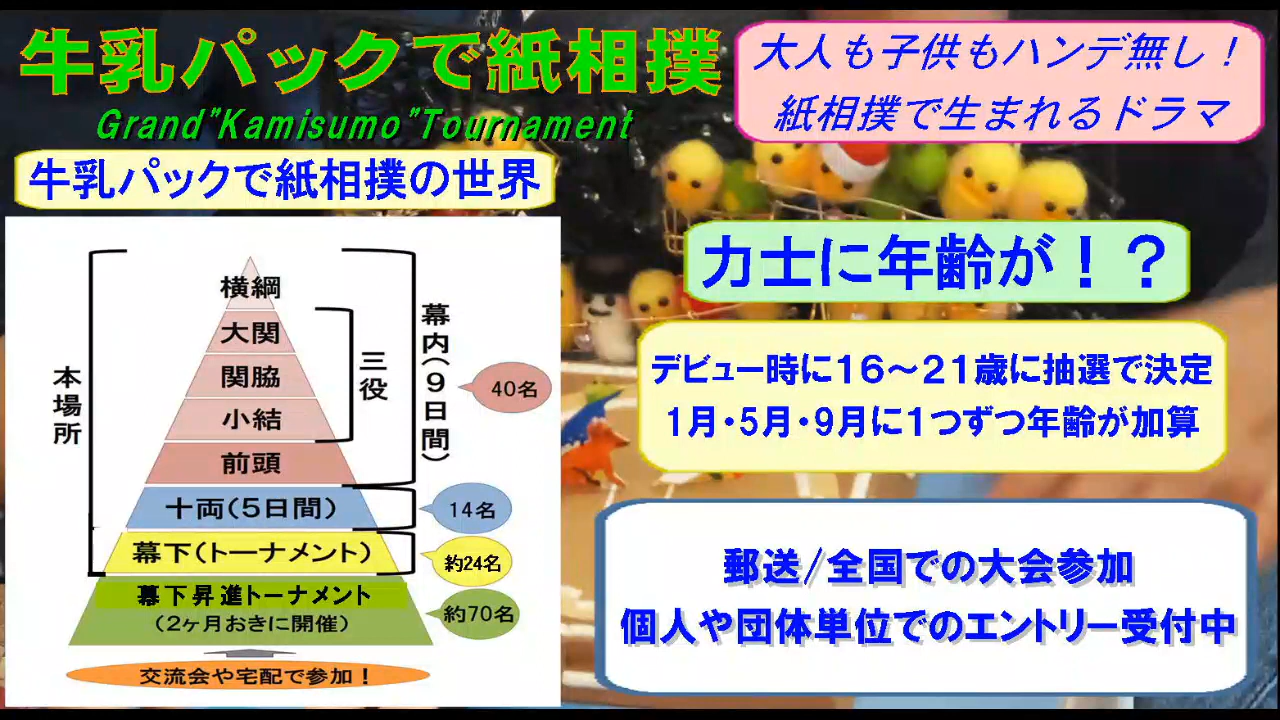 牛乳パックで紙相撲
Grand"Kamisumo"Tournament
大人も子供もハンデ無し！
紙相撲で生まれるドラマ
牛乳パックで紙相撲の世界
横綱
大関
関脇
小結
前頭
十両(5日間)
幕下(トーナメント)
幕下昇進トーナメント
(2ヶ月おきに開催)
交流会や宅配で参加！
本場所
三役
幕内(9日間)
40名
14名
約24名
約70名
力士に年齢が！？
デビュー時に16～21歳に抽選で決定
1月・5月・9月に1つずつ年齢が加算
郵送/全国での大会参加
個人や団体単位でのエントリー受付中